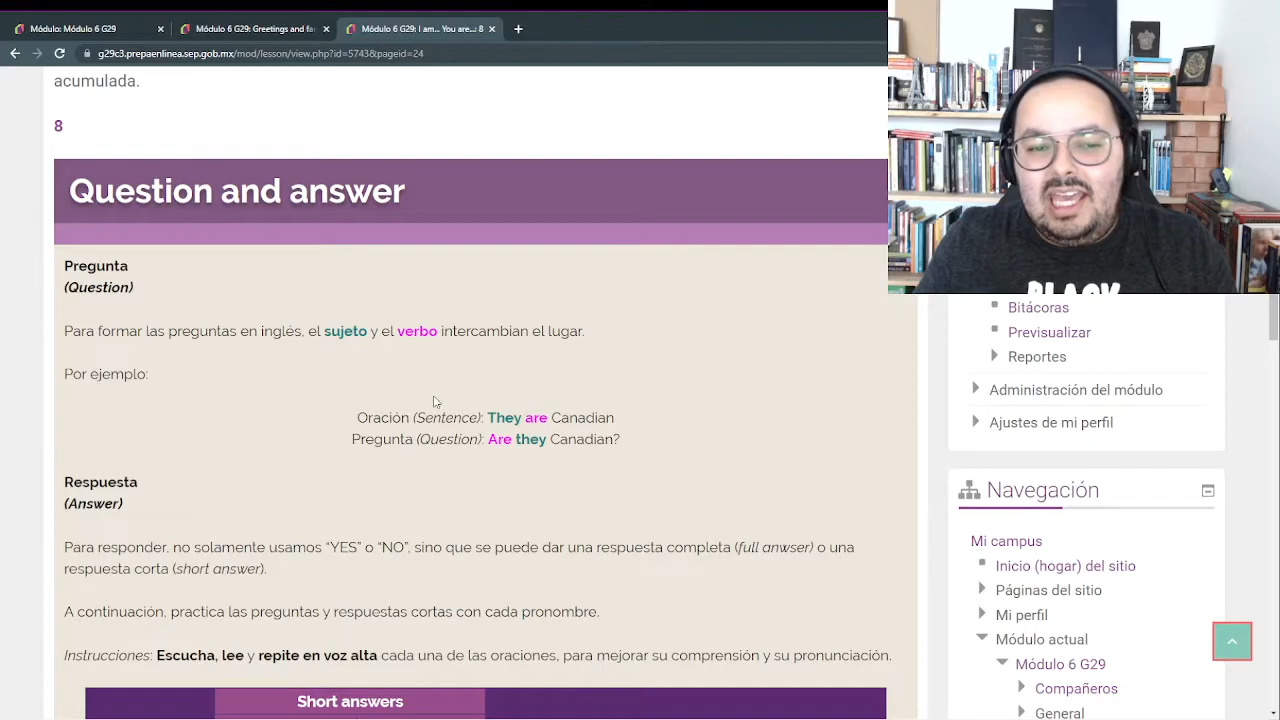 Módulo: Módulo 6 G29
Módulo 6 G29: Greetings and fa
Módulo 6 G29: I am... You are...: 8
g29c3.prepaenlinea.sep.gob.mx/mod/lesson/view.php?id=5743&pageid=24
acumulada.
8
Question and answer
Pregunta
(Question)
Para formar las preguntas en inglés, el sujeto y el verbo intercambian el lugar.
Por ejemplo:
Oración (Sentence): They are Canadian
Pregunta (Question): Are they Canadian?
Respuesta
(Answer)
Para responder, no solamente usamos “YES” o “NO”, sino que se puede dar una respuesta completa (full anwser) o una
respuesta corta (short answer).
A continuación, practica las preguntas y respuestas cortas con cada pronombre.
Instrucciones: Escucha, lee y repite en voz alta cada una de las oraciones, para mejorar su comprensión y su pronunciación.
Short answers
BLACK
Bitácoras
Previsualizar
Reportes
Administración del módulo
Ajustes de mi perfil
Navegación
Mi campus
Inicio (hogar) del sitio
Páginas del sitio
Mi perfil
Módulo actual
Módulo 6 G29
Compañeros
General